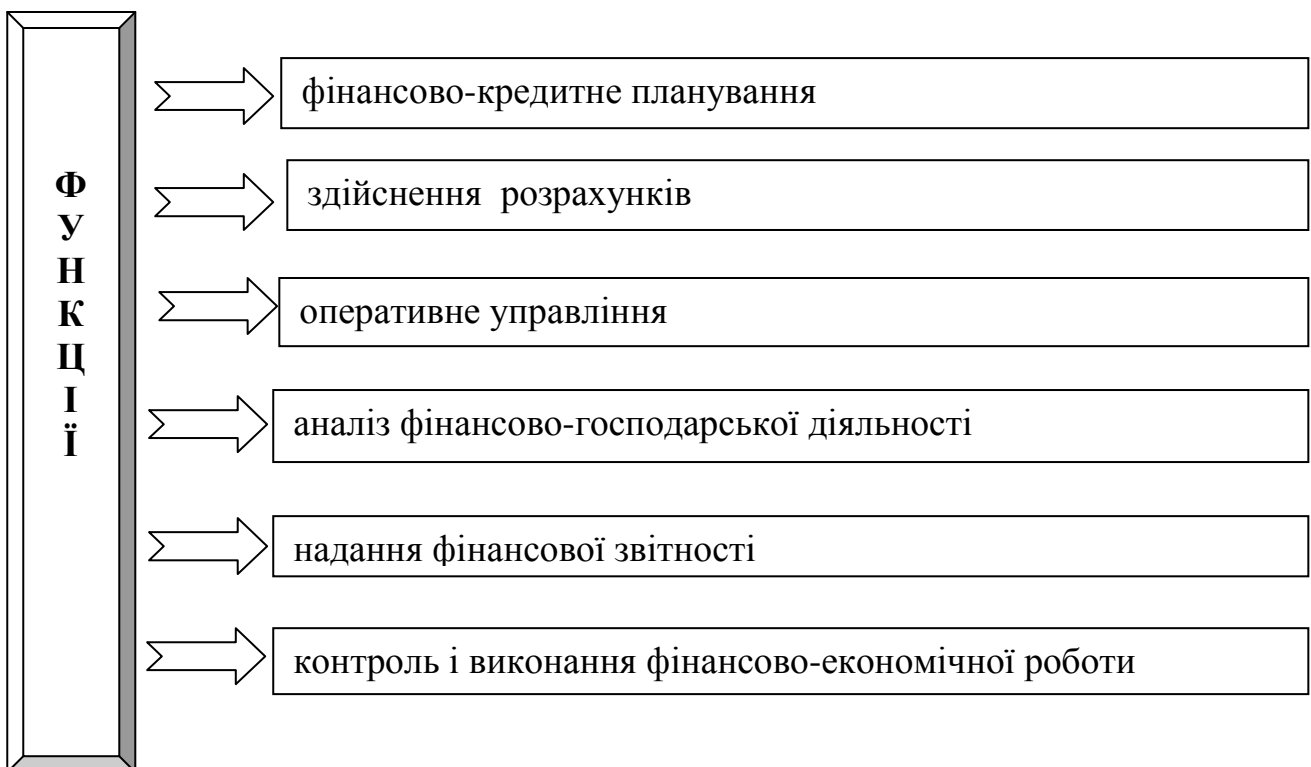 ФУНКЦІЇ
фінансово-кредитне планування
здійснення розрахунків
оперативне управління
аналіз фінансово-господарської діяльності
надання фінансової звітності
контроль і виконання фінансово-економічної роботи